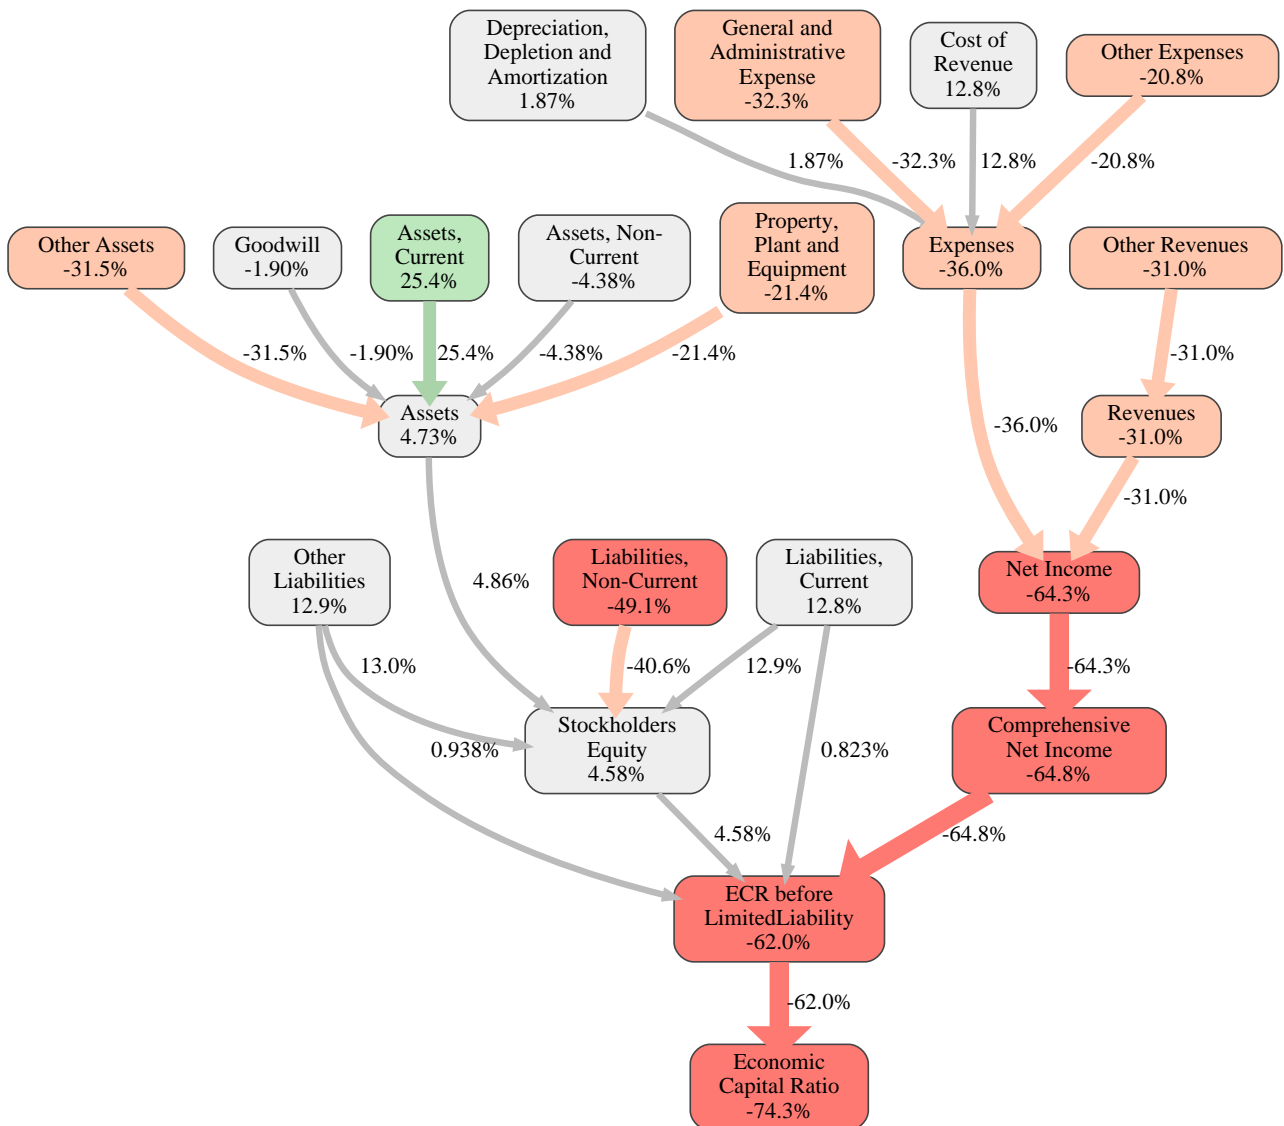 Depreciation,
Depletion and
Amortization
1.87%
General and
Administrative
Expense
-32.3%
Cost of
Revenue
12.8%
Other Expenses
-20.8%
1.87%
-32.3%
12.8%
-20.8%
Other Assets
-31.5%
Goodwill
-1.90%
Assets,
Current
25.4%
Assets, Non-
Current
-4.38%
Property,
Plant and
Equipment
-21.4%
Expenses
-36.0%
Other Revenues
-31.0%
-31.5%
-1.90%
25.4%
-4.38%
-21.4%
-31.0%
Assets
4.73%
-36.0%
Revenues
-31.0%
-31.0%
Other
Liabilities
12.9%
4.86%
Liabilities,
Non-Current
-49.1%
Liabilities,
Current
12.8%
Net Income
-64.3%
13.0%
-40.6%
12.9%
-64.3%
0.938%
Stockholders
Equity
4.58%
0.823%
Comprehensive
Net Income
-64.8%
4.58%
-64.8%
ECR before
LimitedLiability
-62.0%
-62.0%
Economic
Capital Ratio
-74.3%